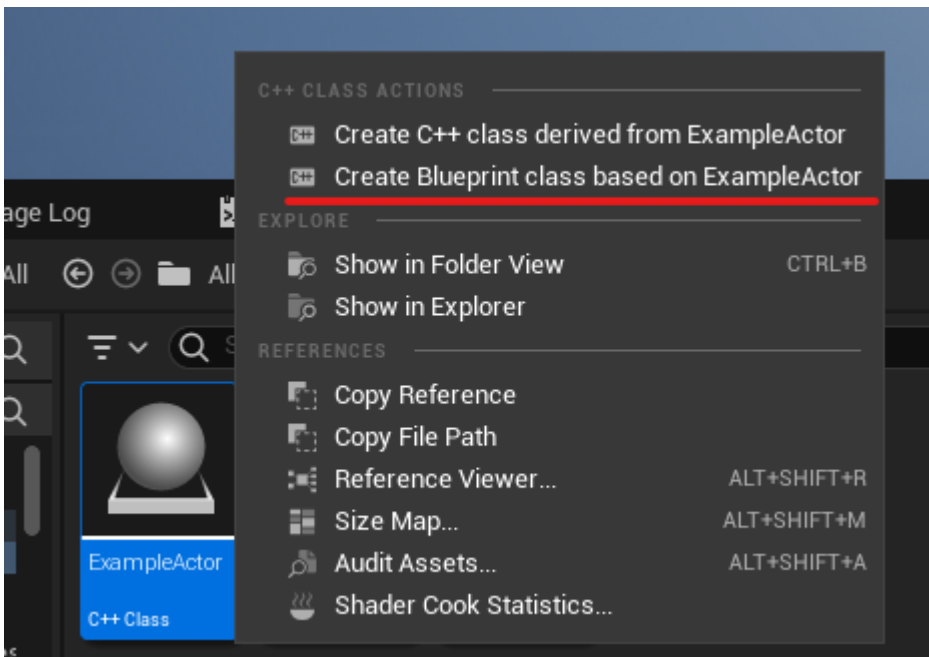 C++ CLASS ACTIONS
Create C++ class derived from ExampleActor
Create Blueprint class based on ExampleActor
age Log
EXPLORE
All
All
Show in Folder View CTRL+B
Show in Explorer
REFERENCES
Copy Reference
Copy File Path
Reference Viewer... ALT+SHIFT+R
Size Map... ALT+SHIFT+M
Audit Assets... ALT+SHIFT+A
Shader Cook Statistics...
ExampleActor
C++ Class